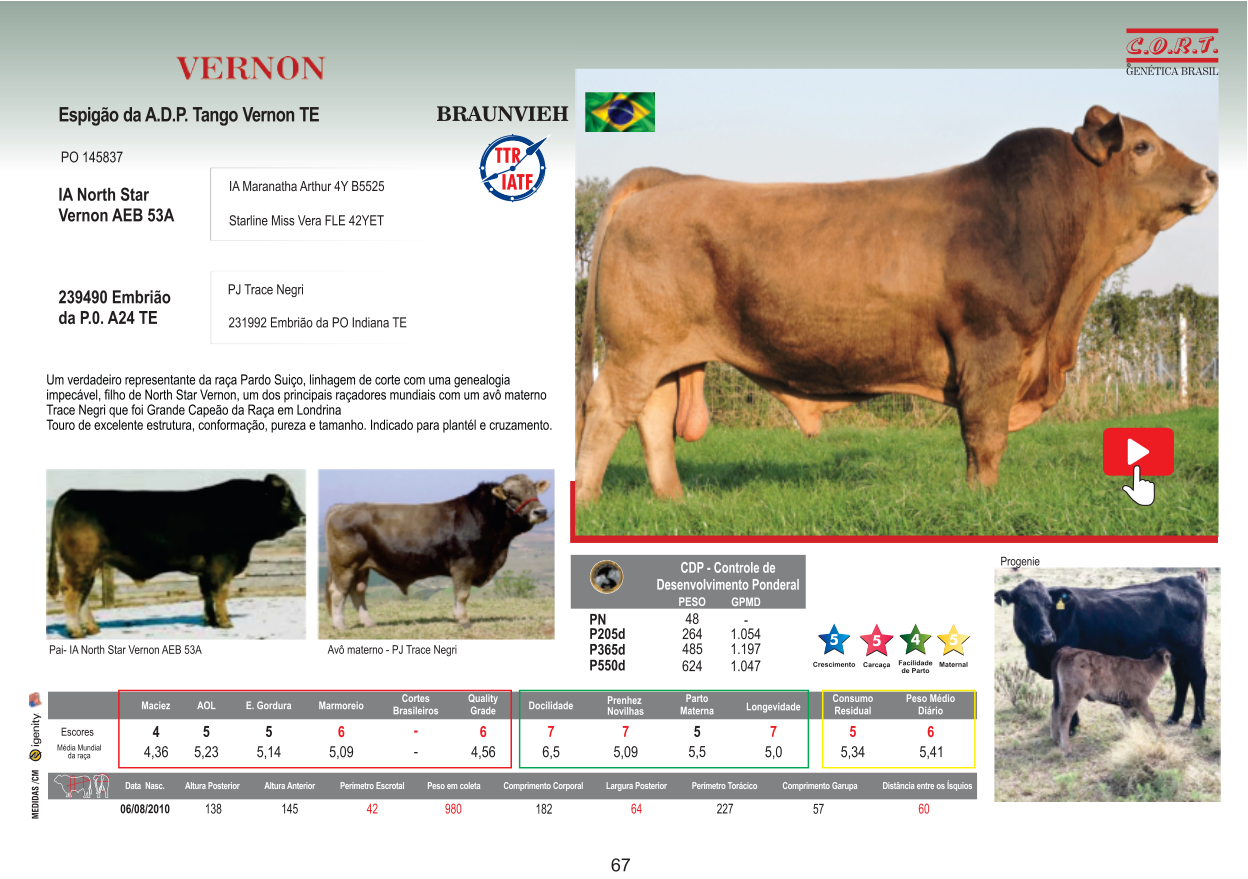 VERNON
C.O.R.T.
GENÉTICA BRASIL
Espigão da A.D.P. Tango Vernon TE
BRAUNVIEH
TTR
IATF
PO 145837
IA North Star
Vernon AEB 53A
IA Maranatha Arthur 4Y B5525
Starline Miss Vera FLE 42YET
239490 Embrião
da P.0. A24 TE
PJ Trace Negri
231992 Embrião da PO Indiana TE
Um verdadeiro representante da raça Pardo Suiço, linhagem de corte com uma genealogia
impecável, filho de North Star Vernon, um dos principais raçadores mundiais com um avô materno
Trace Negri que foi Grande Capeão da Raça em Londrina
Touro de excelente estrutura, conformação, pureza e tamanho. Indicado para plantél e cruzamento.
Pai- IA North Star Vernon AEB 53A
Avô materno - PJ Trace Negri
CDP - Controle de
Desenvolvimento Ponderal
PESO GPMD
PN 48 -
P205d 264 1.054
P365d 485 1.197
P550d 624 1.047
5 5 4 5
Crescimento Carcaça Facilidade de Parto Maternal
Progenie
igenity
Maciez AOL E. Gordura Marmoreio Cortes Brasileiros Quality Grade Docilidade Prenhez Novilhas Parto Materna Longevidade Consumo Residual Peso Médio Diário
Escores 4 5 5 6 - 6 7 7 5 7 5 6
Média Mundial da raça 4,36 5,23 5,14 5,09 - 4,56 6,5 5,09 5,5 5,0 5,34 5,41
MEDIDAS /CM
Data Nasc. Altura Posterior Altura Anterior Perímetro Escrotal Peso em coleta Comprimento Corporal Largura Posterior Perímetro Torácico Comprimento Garupa Distância entre os Ísquios
06/08/2010 138 145 42 980 182 64 227 57 60
67